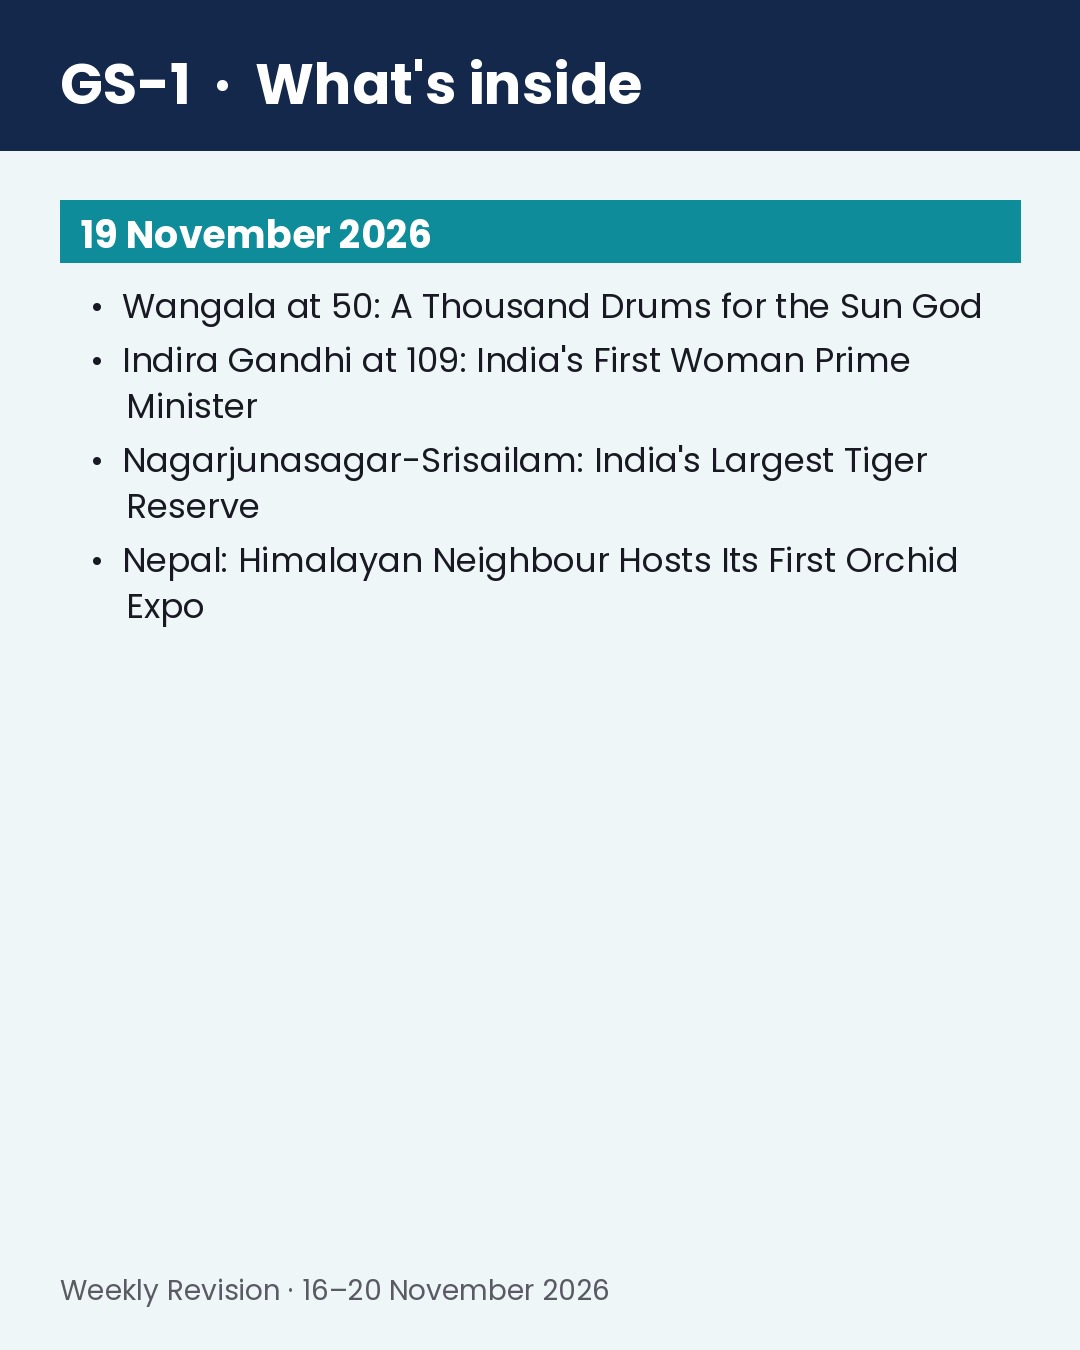 GS-1 · What's inside
19 November 2026
• Wangala at 50: A Thousand Drums for the Sun God
• Indira Gandhi at 109: India's First Woman Prime
Minister
• Nagarjunasagar-Srisailam: India's Largest Tiger
Reserve
• Nepal: Himalayan Neighbour Hosts Its First Orchid
Expo
Weekly Revision · 16–20 November 2026